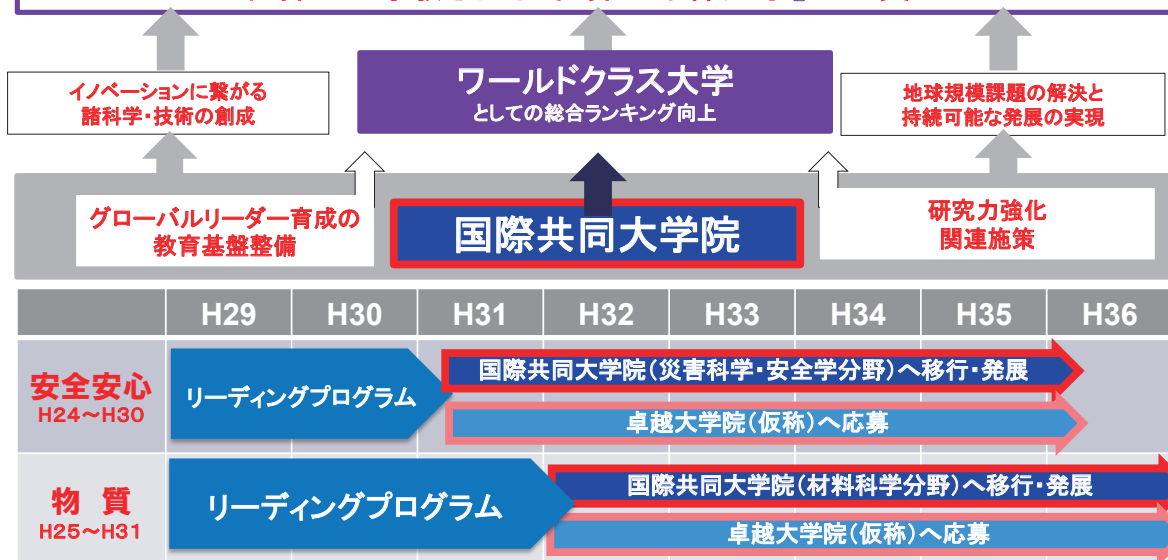 イノベーションに繋がる
諸科学・技術の創成
ワールドクラス大学
としての総合ランキング向上
地球規模課題の解決と
持続可能な発展の実現
グローバルリーダー育成の
教育基盤整備
国際共同大学院
研究力強化
関連施策
H29 H30 H31 H32 H33 H34 H35 H36
安全安心
H24～H30
リーディングプログラム
国際共同大学院（災害科学・安全学分野）へ移行・発展
卓越大学院（仮称）へ応募
物 質
H25～H31
リーディングプログラム
国際共同大学院（材料科学分野）へ移行・発展
卓越大学院（仮称）へ応募